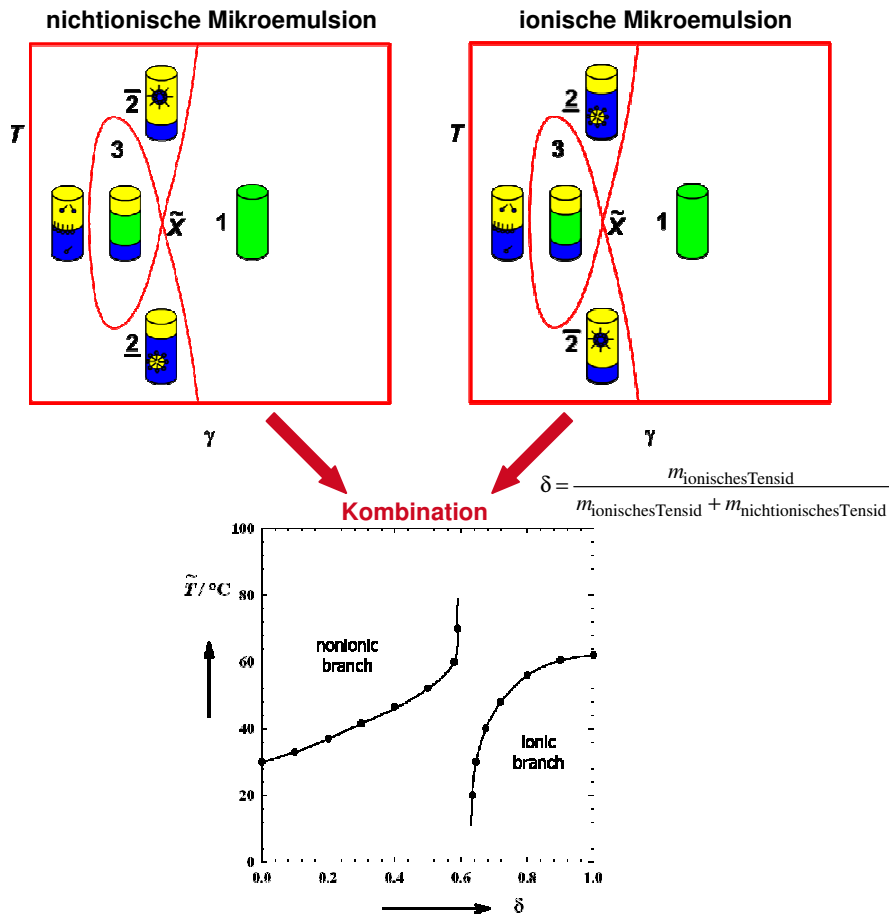 nichtionische Mikroemulsion
ionische Mikroemulsion
T
2̅
3
X̃
1
2̲
γ
T
2̲
3
X̃
1
2̅
γ
δ = m_ionischesTensid / (m_ionischesTensid + m_nichtionischesTensid)
Kombination
T̃/°C
100
80
60
40
20
0
nonionic
branch
ionic
branch
0.0 0.2 0.4 0.6 0.8 1.0
δ